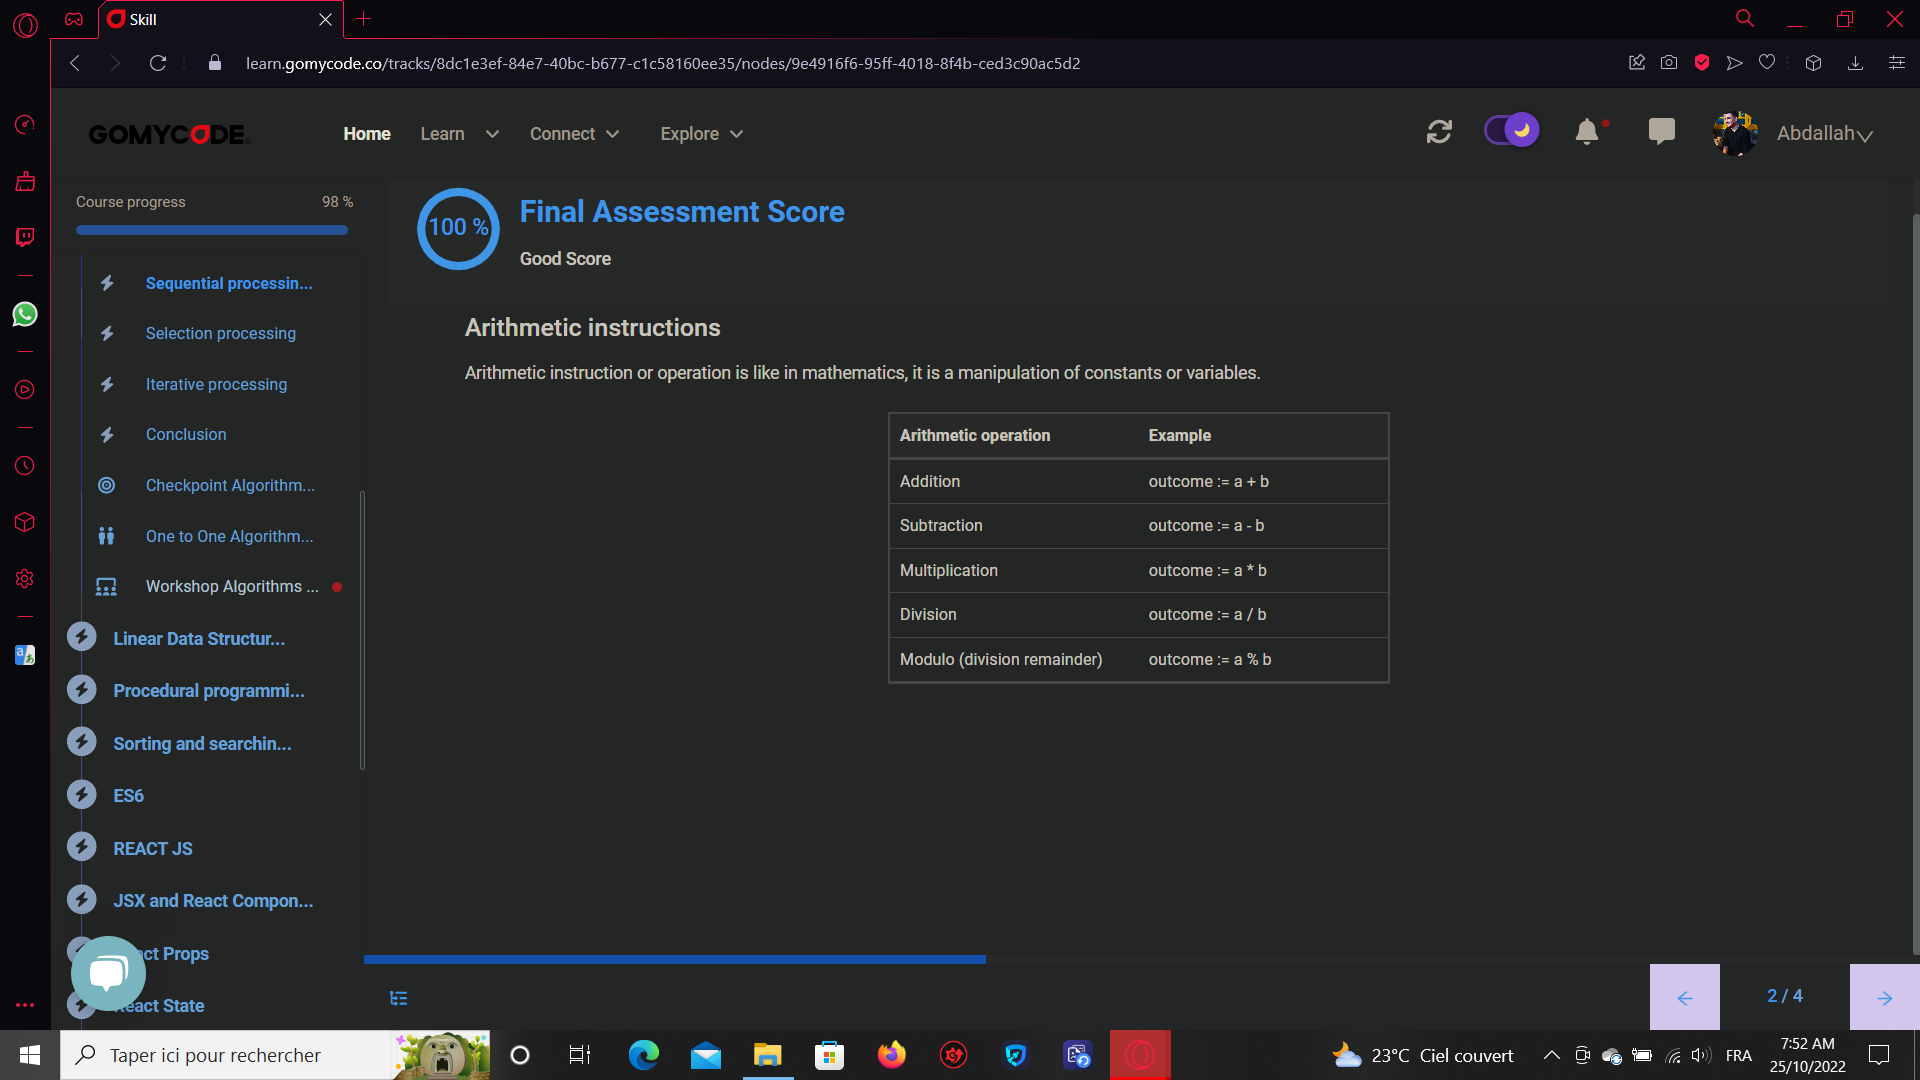 Skill
learn.gomycode.co/tracks/8dc1e3ef-84e7-40bc-b677-c1c58160ee35/nodes/9e4916f6-95ff-4018-8f4b-ced3c90ac5d2
GOMYCODE
Home
Learn
Connect
Explore
Abdallah
Course progress
98 %
Sequential processin...
Selection processing
Iterative processing
Conclusion
Checkpoint Algorithm...
One to One Algorithm...
Workshop Algorithms ...
Linear Data Structur...
Procedural programmi...
Sorting and searchin...
ES6
REACT JS
JSX and React Compon...
ct Props
eact State
100 %
Final Assessment Score
Good Score
Arithmetic instructions
Arithmetic instruction or operation is like in mathematics, it is a manipulation of constants or variables.
Arithmetic operation Example
Addition outcome := a + b
Subtraction outcome := a - b
Multiplication outcome := a * b
Division outcome := a / b
Modulo (division remainder) outcome := a % b
2 / 4
Taper ici pour rechercher
23°C Ciel couvert
FRA
7:52 AM
25/10/2022